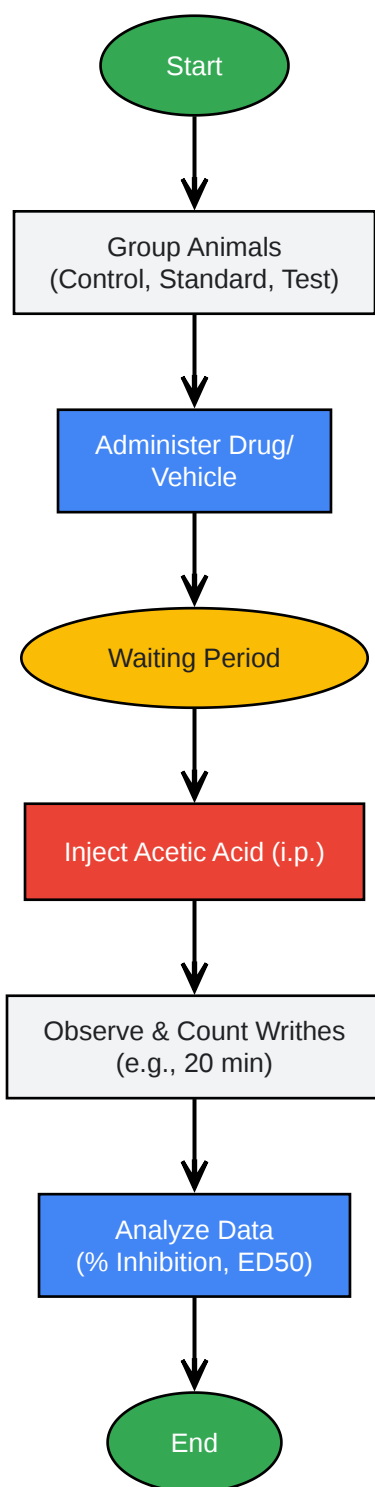 Start
Group Animals
(Control, Standard, Test)
Administer Drug/
Vehicle
Waiting Period
Inject Acetic Acid (i.p.)
Observe & Count Writhes
(e.g., 20 min)
Analyze Data
(% Inhibition, ED50)
End